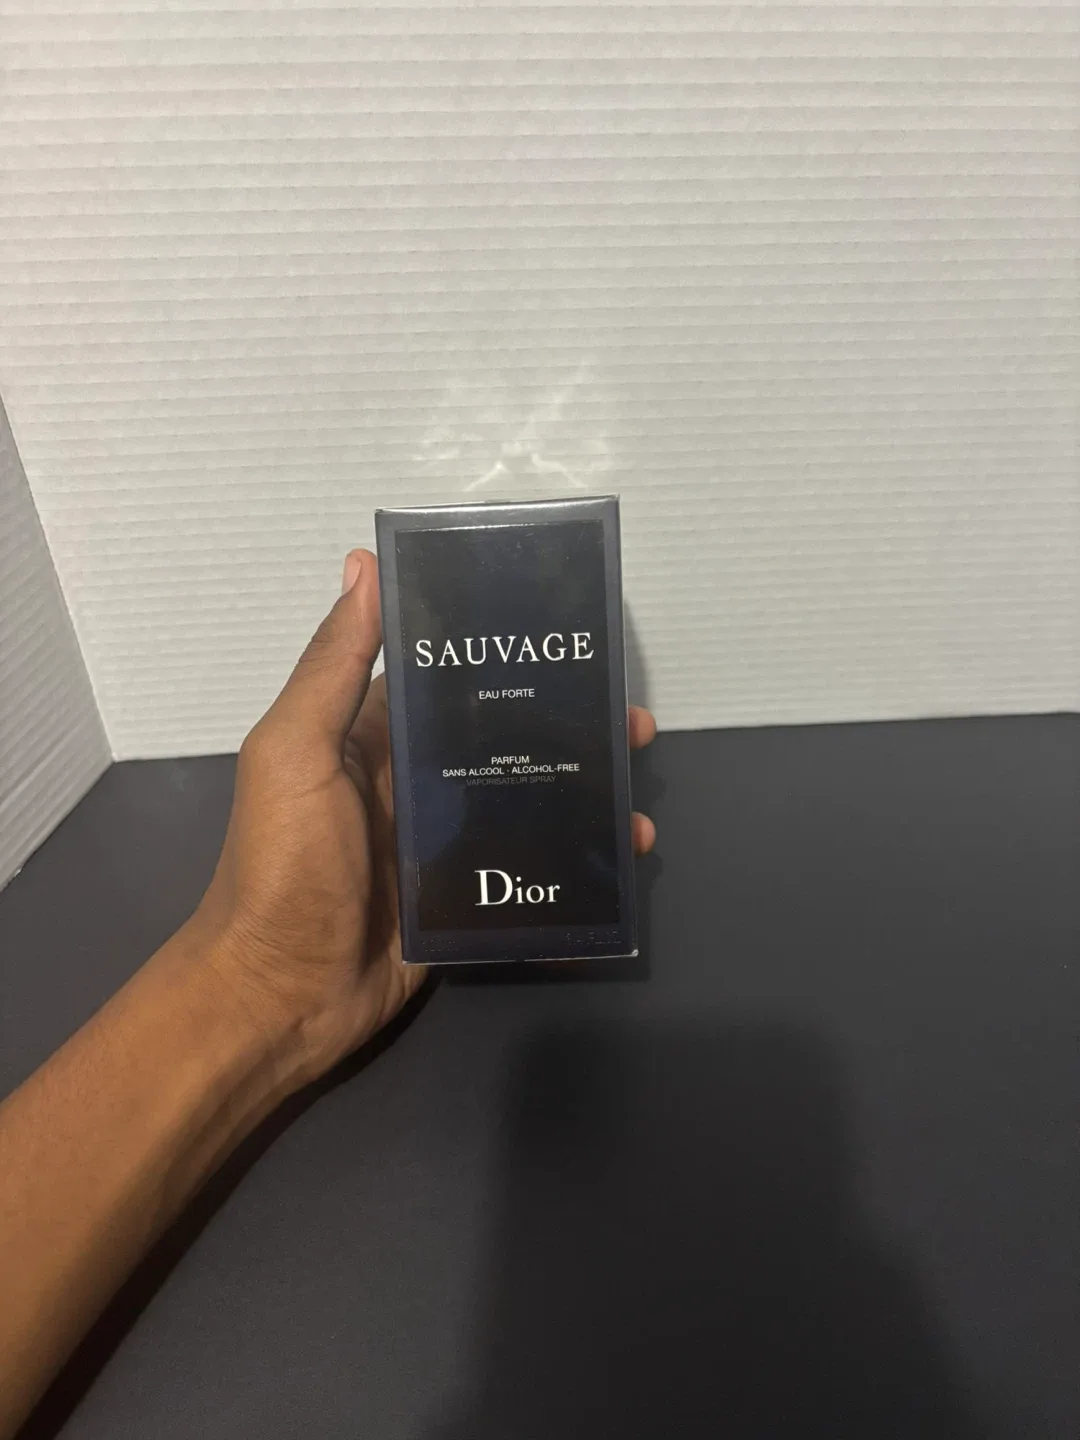 SAUVAGE
EAU FORTE
PARFUM
SANS ALCOOL · ALCOHOL-FREE
VAPORISATEUR SPRAY
Dior